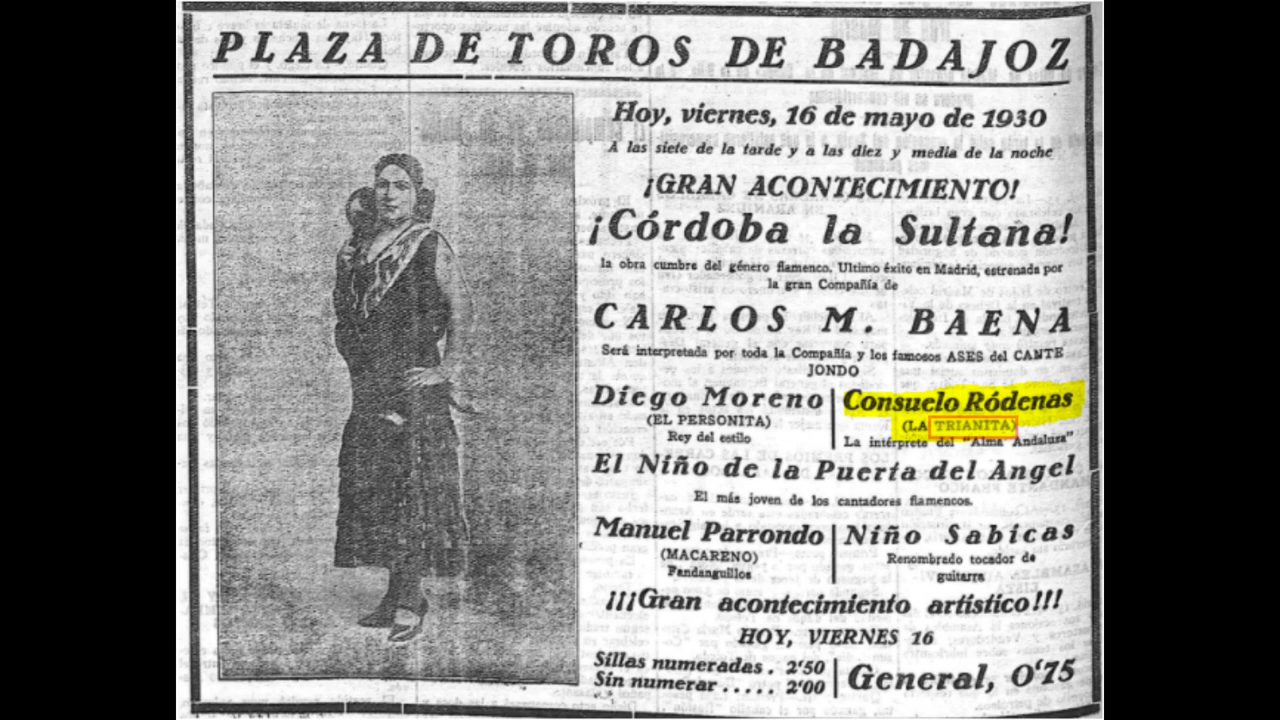 PLAZA DE TOROS DE BADAJOZ
Hoy, viernes, 16 de mayo de 1930
A las siete de la tarde y a las diez y media de la noche
¡GRAN ACONTECIMIENTO!
¡Córdoba la Sultana!
la obra cumbre del género flamenco. Ultimo éxito en Madrid, estrenada por
la gran Compañía de
CARLOS M. BAENA
Será interpretada por toda la Compañía y los famosos ASES del CANTE
JONDO
Diego Moreno
(EL PERSONITA)
Rey del estilo
Consuelo Ródenas
(LA TRIANITA)
La intérprete del "Alma Andaluza"
El Niño de la Puerta del Angel
El más joven de los cantadores flamencos.
Manuel Parrondo
(MACARENO)
Fandanguillos
Niño Sabicas
Renombrado tocador de
guitarra
¡¡¡Gran acontecimiento artístico!!!
HOY, VIERNES 16
Sillas numeradas . 2'50
Sin numerar ..... 2'00
General, 0'75